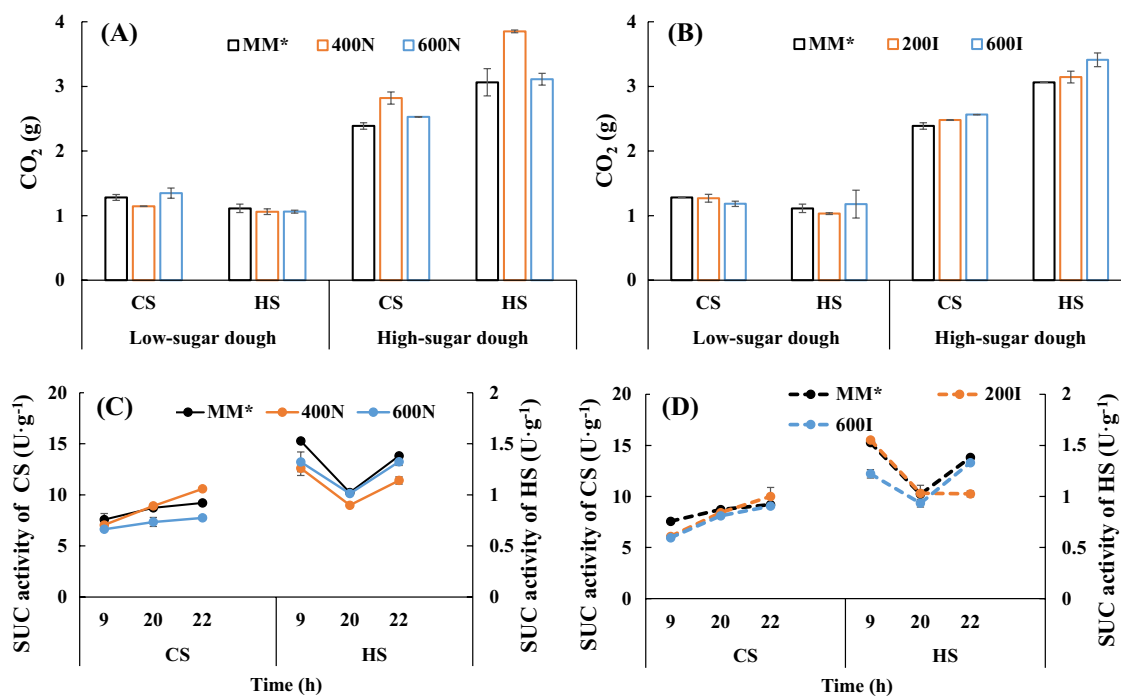 (A)
MM* 400N 600N
CO₂ (g)
4
3
2
1
0
CS HS CS HS
Low-sugar dough High-sugar dough
(B)
MM* 200I 600I
CO₂ (g)
4
3
2
1
0
CS HS CS HS
Low-sugar dough High-sugar dough
(C)
MM* 400N 600N
SUC activity of CS (U·g⁻¹)
20
15
10
5
0
SUC activity of HS (U·g⁻¹)
2
1.5
1
0.5
0
9 20 22 9 20 22
CS HS
Time (h)
(D)
MM* 200I
600I
SUC activity of CS (U·g⁻¹)
20
15
10
5
0
SUC activity of HS (U·g⁻¹)
2
1.5
1
0.5
0
9 20 22 9 20 22
CS HS
Time (h)